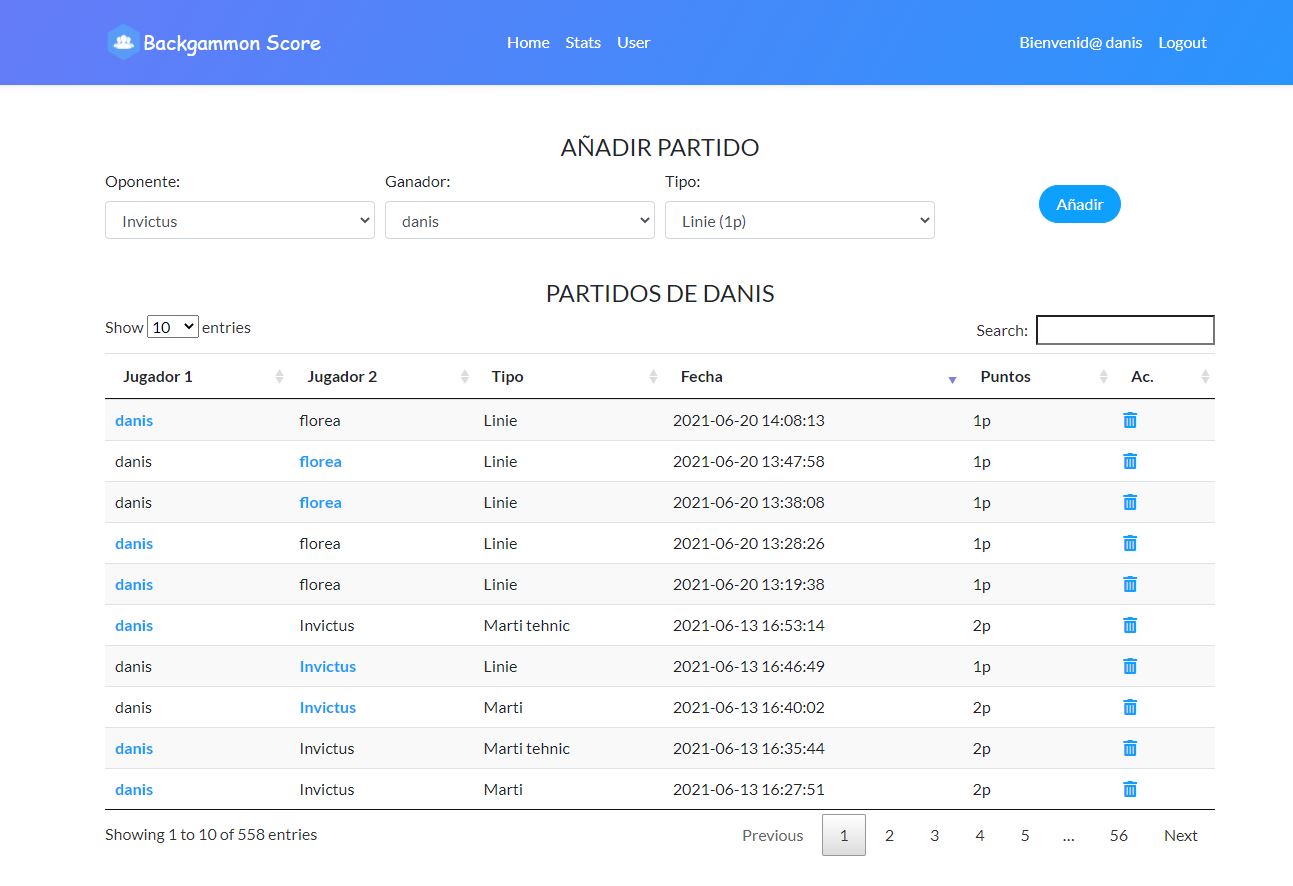 Backgammon Score Home Stats User Bienvenid@ danis Logout
AÑADIR PARTIDO
Oponente: Ganador: Tipo:
Invictus danis Linie (1p) Añadir
PARTIDOS DE DANIS
Show 10 entries Search:
Jugador 1 Jugador 2 Tipo Fecha Puntos Ac.
danis florea Linie 2021-06-20 14:08:13 1p
danis florea Linie 2021-06-20 13:47:58 1p
danis florea Linie 2021-06-20 13:38:08 1p
danis florea Linie 2021-06-20 13:28:26 1p
danis florea Linie 2021-06-20 13:19:38 1p
danis Invictus Marti tehnic 2021-06-13 16:53:14 2p
danis Invictus Linie 2021-06-13 16:46:49 1p
danis Invictus Marti 2021-06-13 16:40:02 2p
danis Invictus Marti tehnic 2021-06-13 16:35:44 2p
danis Invictus Marti 2021-06-13 16:27:51 2p
Showing 1 to 10 of 558 entries Previous 1 2 3 4 5 ... 56 Next